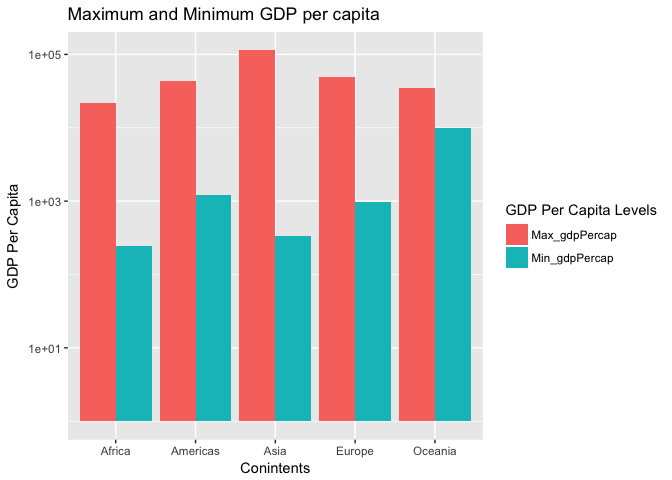 Maximum and Minimum GDP per capita
1e+05
1e+03
1e+01
GDP Per Capita
Africa
Americas
Asia
Europe
Oceania
Conintents
GDP Per Capita Levels
Max_gdpPercap
Min_gdpPercap